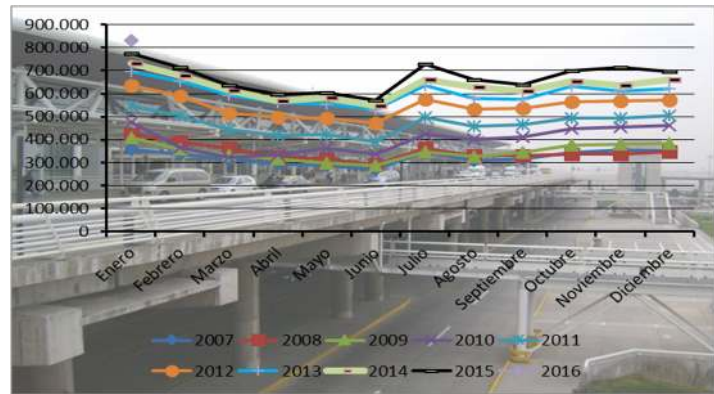 900.000
800.000
700.000
600.000
500.000
400.000
300.000
200.000
100.000
0
Enero
Febrero
Marzo
Abril
Mayo
Junio
Julio
Agosto
Septiembre
Octubre
Noviembre
Diciembre
2007 2008 2009 2010 2011
2012 2013 2014 2015 2016